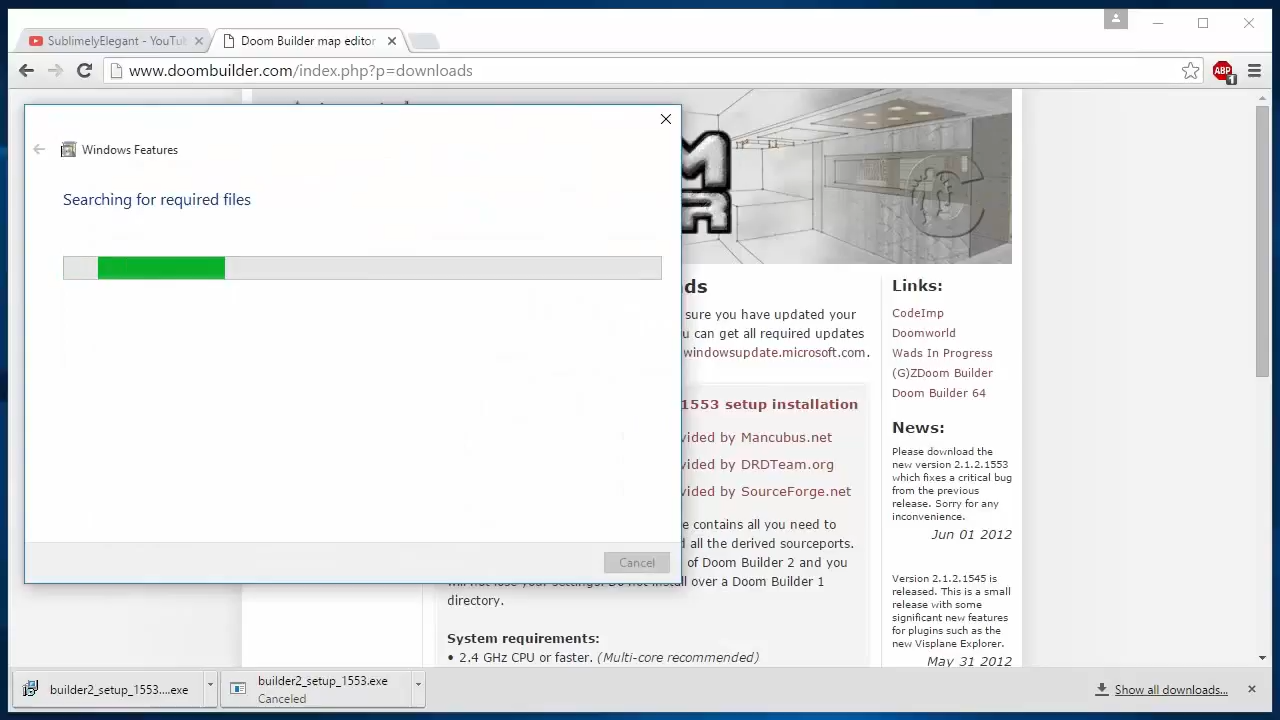 SublimelyElegant - YouTu
Doom Builder map editor
www.doombuilder.com/index.php?p=downloads
ABP
1
Windows Features
Searching for required files
Cancel
M
R
ds
sure you have updated your
u can get all required updates
windowsupdate.microsoft.com.
1553 setup installation
vided by Mancubus.net
vided by DRDTeam.org
vided by SourceForge.net
e contains all you need to
d all the derived sourceports.
of Doom Builder 2 and you
will not lose your settings. Do not install over a Doom Builder 1
directory.
System requirements:
• 2.4 GHz CPU or faster. (Multi-core recommended)
Links:
CodeImp
Doomworld
Wads In Progress
(G)ZDoom Builder
Doom Builder 64
News:
Please download the
new version 2.1.2.1553
which fixes a critical bug
from the previous
release. Sorry for any
inconvenience.
Jun 01 2012
Version 2.1.2.1545 is
released. This is a small
release with some
significant new features
for plugins such as the
new Visplane Explorer.
May 31 2012
builder2_setup_1553....exe
builder2_setup_1553.exe
Canceled
Show all downloads...